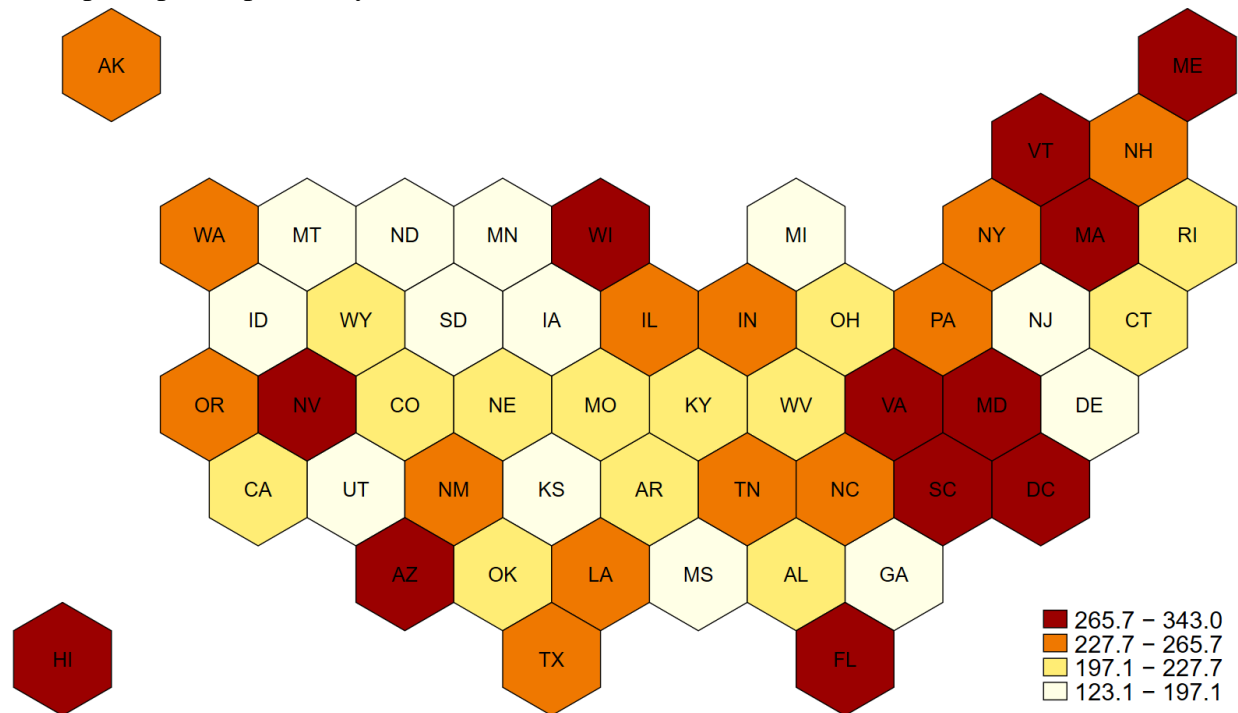 AK
ME
VT NH
WA MT ND MN WI MI NY MA RI
ID WY SD IA IL IN OH PA NJ CT
OR NV CO NE MO KY WV VA MD DE
CA UT NM KS AR TN NC SC DC
AZ OK LA MS AL GA
HI TX FL
265.7 – 343.0
227.7 – 265.7
197.1 – 227.7
123.1 – 197.1